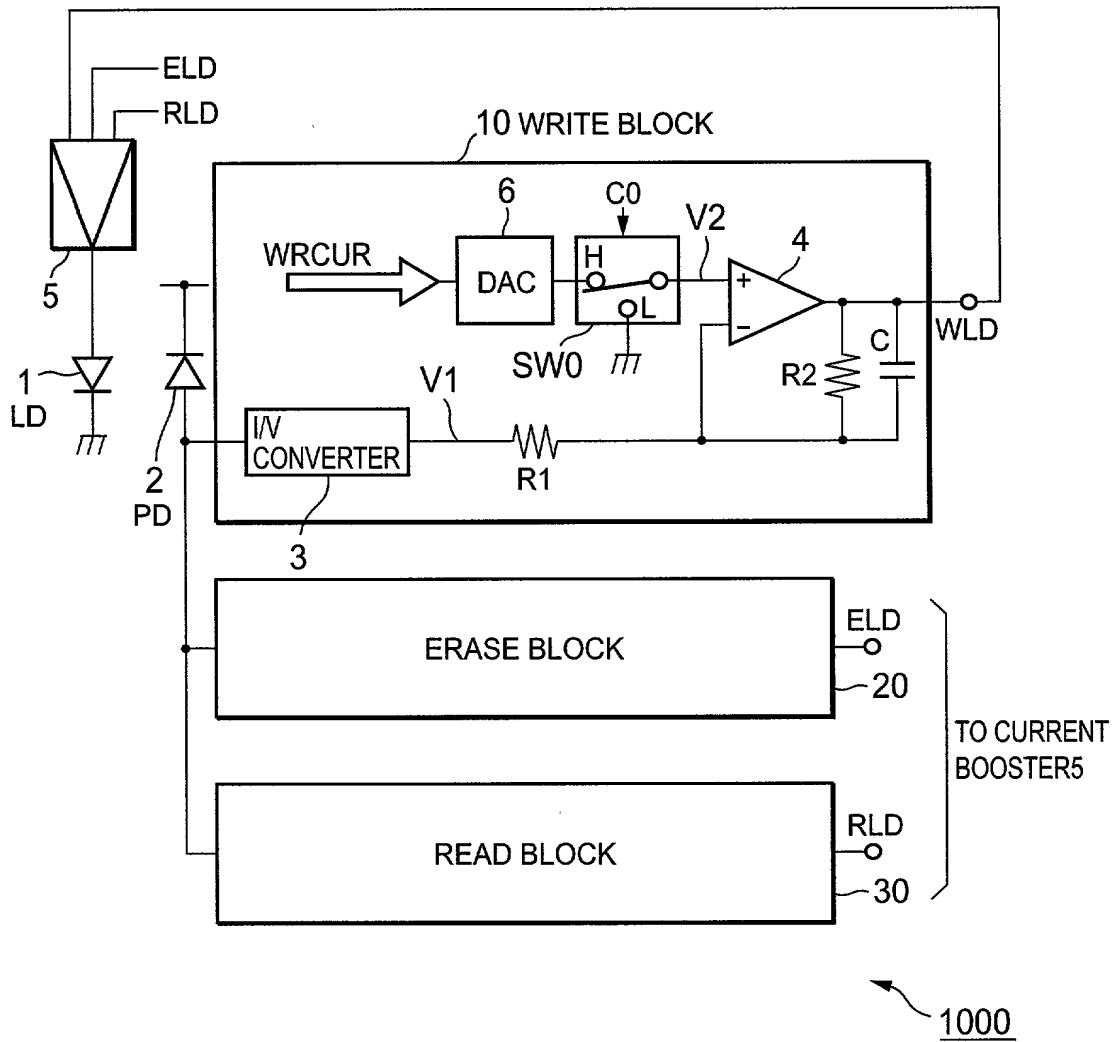 ELD
RLD
10 WRITE BLOCK
5
WRCUR
6
DAC
C0
H
L
SW0
V2
4
+
−
WLD
R2
C
1
LD
2
PD
I/V
CONVERTER
3
V1
R1
ERASE BLOCK
ELD
20
TO CURRENT
BOOSTER5
READ BLOCK
RLD
30
1000